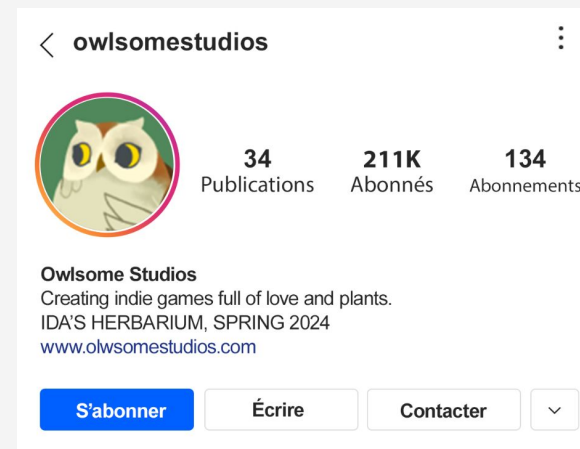 owlsomestudios
34 211K 134
Publications Abonnés Abonnements
Owlsome Studios
Creating indie games full of love and plants.
IDA'S HERBARIUM, SPRING 2024
www.olwsomestudios.com
S'abonner Écrire Contacter